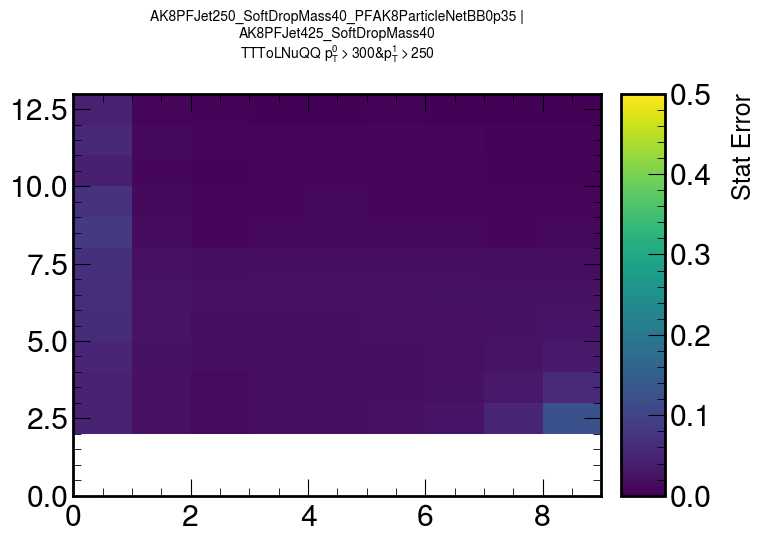 AK8PFJet250_SoftDropMass40_PFAK8ParticleNetBB0p35 |
AK8PFJet425_SoftDropMass40
TTToLNuQQ p_T^0 > 300&p_T^1 > 250
12.5
10.0
7.5
5.0
2.5
0.0
0 2 4 6 8
0.5
0.4
0.3
0.2
0.1
0.0
Stat Error